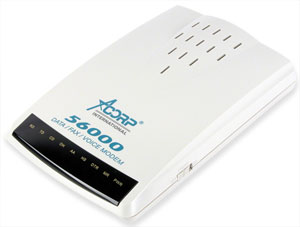 ACORP®
INTERNATIONAL
56000
DATA / FAX / VOICE MODEM